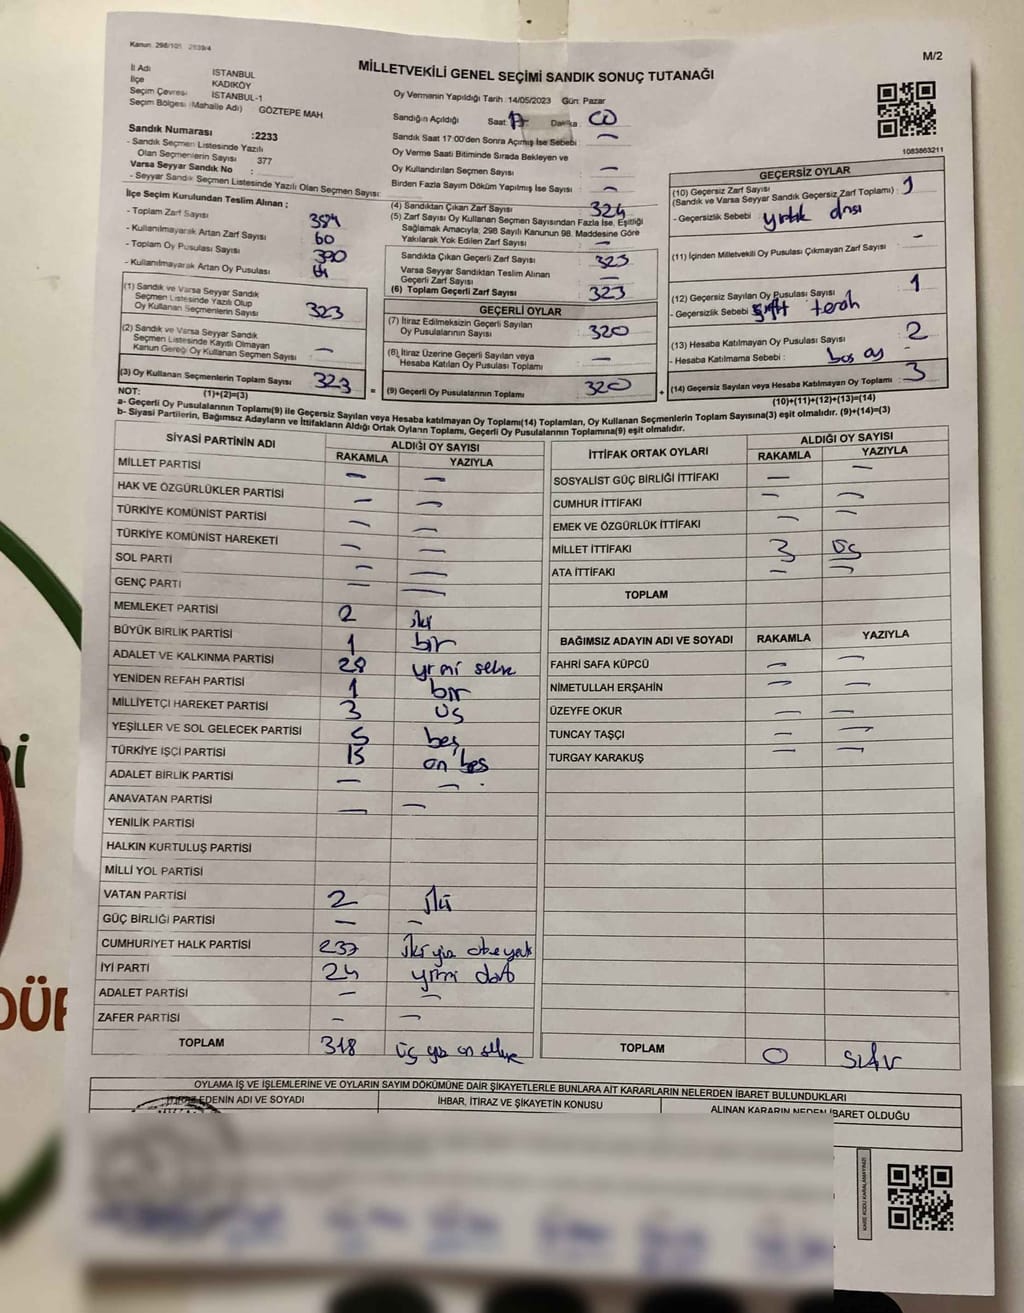 Kanun: 298/105 2839/4
M/2
MİLLETVEKİLİ GENEL SEÇİMİ SANDIK SONUÇ TUTANAĞI
İl Adı İSTANBUL
İlçe KADIKÖY
Seçim Çevresi İSTANBUL-1
Seçim Bölgesi (Mahalle Adı) GÖZTEPE MAH
Sandık Numarası :2233
- Sandık Seçmen Listesinde Yazılı
Olan Seçmenlerin Sayısı 377
Varsa Seyyar Sandık No :
- Seyyar Sandık Seçmen Listesinde Yazılı Olan Seçmen Sayısı:
İlçe Seçim Kurulundan Teslim Alınan ;
- Toplam Zarf Sayısı
- Kullanılmayarak Artan Zarf Sayısı 60
- Toplam Oy Pusulası Sayısı 390
- Kullanılmayarak Artan Oy Pusulası
(1) Sandık ve Varsa Seyyar Sandık
Seçmen Listesinde Yazılı Olup
Oy Kullanan Seçmenlerin Sayısı 323
(2) Sandık ve Varsa Seyyar Sandık
Seçmen Listesinde Kayıtlı Olmayan
Kanun Gereği Oy Kullanan Seçmen Sayısı –
(3) Oy Kullanan Seçmenlerin Toplam Sayısı 323
(1)+(2)=(3)
Oy Vermenin Yapıldığı Tarih :14/05/2023 Gün: Pazar
Sandığın Açıldığı Saat : Dakika :
Sandık Saat 17:00'den Sonra Açılmış İse Sebebi : –
Oy Verme Saati Bitiminde Sırada Bekleyen ve
Oy Kullandırılan Seçmen Sayısı –
Birden Fazla Sayım Döküm Yapılmış İse Sayısı –
(4) Sandıktan Çıkan Zarf Sayısı 324
(5) Zarf Sayısı Oy Kullanan Seçmen Sayısından Fazla İse, Eşitliği
Sağlamak Amacıyla; 298 Sayılı Kanunun 98. Maddesine Göre
Yakılarak Yok Edilen Zarf Sayısı –
Sandıkta Çıkan Geçerli Zarf Sayısı 323
Varsa Seyyar Sandıktan Teslim Alınan
Geçerli Zarf Sayısı –
(6) Toplam Geçerli Zarf Sayısı 323
GEÇERLİ OYLAR
(7) İtiraz Edilmeksizin Geçerli Sayılan
Oy Pusulalarının Sayısı 320
(8) İtiraz Üzerine Geçerli Sayılan veya
Hesaba Katılan Oy Pusulası Toplamı –
= (9) Geçerli Oy Pusulalarının Toplamı 320 +
1083863211
GEÇERSİZ OYLAR
(10) Geçersiz Zarf Sayısı
(Sandık ve Varsa Seyyar Sandık Geçersiz Zarf Toplamı) : 1
- Geçersizlik Sebebi yırtık
(11) İçinden Milletvekili Oy Pusulası Çıkmayan Zarf Sayısı –
(12) Geçersiz Sayılan Oy Pusulası Sayısı 1
- Geçersizlik Sebebi : çift tercih
(13) Hesaba Katılmayan Oy Pusulası Sayısı 2
- Hesaba Katılmama Sebebi : boş oy
(14) Geçersiz Sayılan veya Hesaba Katılmayan Oy Toplamı 3
(10)+(11)+(12)+(13)=(14)
NOT:
a- Geçerli Oy Pusulalarının Toplamı(9) ile Geçersiz Sayılan veya Hesaba katılmayan Oy Toplamı(14) Toplamları, Oy Kullanan Seçmenlerin Toplam Sayısına(3) eşit olmalıdır. (9)+(14)=(3)
b- Siyasi Partilerin, Bağımsız Adayların ve İttifakların Aldığı Ortak Oyların Toplamı, Geçerli Oy Pusulalarının Toplamına(9) eşit olmalıdır.
SİYASİ PARTİNİN ADI ALDIĞI OY SAYISI
RAKAMLA YAZIYLA
MİLLET PARTİSİ – –
HAK VE ÖZGÜRLÜKLER PARTİSİ – –
TÜRKİYE KOMÜNİST PARTİSİ – –
TÜRKİYE KOMÜNİST HAREKETİ – –
SOL PARTİ – –
GENÇ PARTİ – –
MEMLEKET PARTİSİ 2 iki
BÜYÜK BİRLİK PARTİSİ 1 bir
ADALET VE KALKINMA PARTİSİ 28 yirmi sekiz
YENİDEN REFAH PARTİSİ 1 bir
MİLLİYETÇİ HAREKET PARTİSİ 3 üç
YEŞİLLER VE SOL GELECEK PARTİSİ 5 beş
TÜRKİYE İŞCİ PARTİSİ 15 on beş
ADALET BİRLİK PARTİSİ – –
ANAVATAN PARTİSİ – –
YENİLİK PARTİSİ
HALKIN KURTULUŞ PARTİSİ
MİLLİ YOL PARTİSİ
VATAN PARTİSİ 2 iki
GÜÇ BİRLİĞİ PARTİSİ – –
CUMHURİYET HALK PARTİSİ 237 iki yüz otuz yedi
İYİ PARTİ 24 yirmi dört
ADALET PARTİSİ – –
ZAFER PARTİSİ – –
TOPLAM 318 üç yüz on sekiz
İTTİFAK ORTAK OYLARI ALDIĞI OY SAYISI
RAKAMLA YAZIYLA
SOSYALİST GÜÇ BİRLİĞİ İTTİFAKI – –
CUMHUR İTTİFAKI – –
EMEK VE ÖZGÜRLÜK İTTİFAKI – –
MİLLET İTTİFAKI 3 üç
ATA İTTİFAKI – –
TOPLAM
BAĞIMSIZ ADAYIN ADI VE SOYADI RAKAMLA YAZIYLA
FAHRİ SAFA KÜPCÜ – –
NİMETULLAH ERŞAHİN – –
ÜZEYFE OKUR – –
TUNCAY TAŞÇI – –
TURGAY KARAKUŞ – –
TOPLAM 0 SIFIR
OYLAMA İŞ VE İŞLEMLERİNE VE OYLARIN SAYIM DÖKÜMÜNE DAİR ŞİKAYETLERLE BUNLARA AİT KARARLARIN NELERDEN İBARET BULUNDUKLARI
İTİRAZ EDENİN ADI VE SOYADI İHBAR, İTİRAZ VE ŞİKAYETİN KONUSU ALINAN KARARIN NEDEN İBARET OLDUĞU
KARE KODU KARALAMAYINIZ!